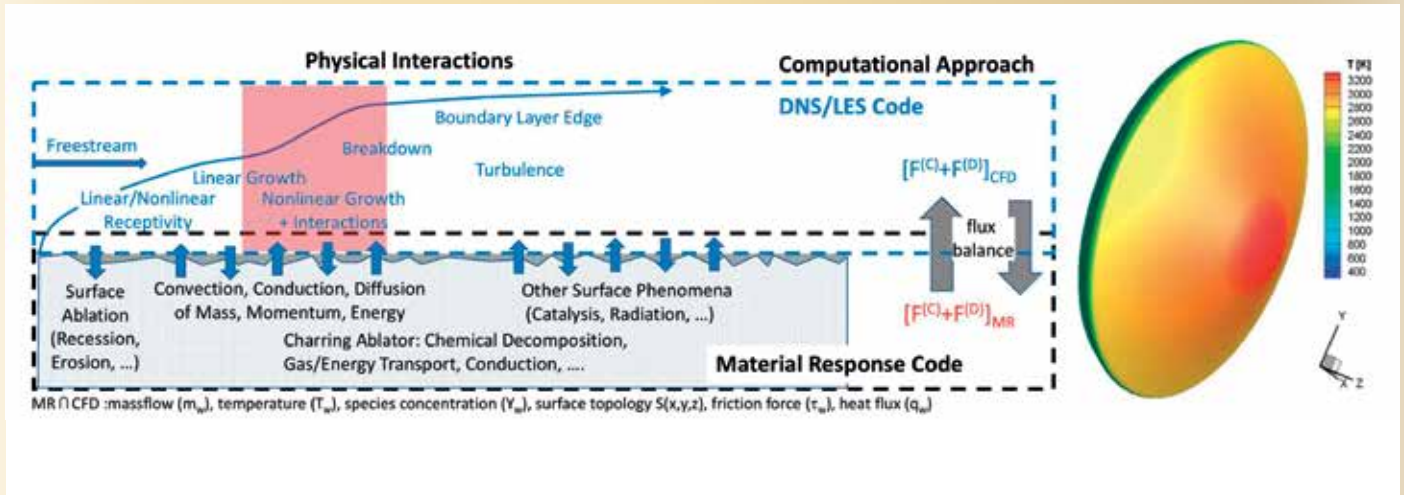 Physical Interactions
Computational Approach
DNS/LES Code
Boundary Layer Edge
Freestream
Breakdown
Linear Growth
Turbulence
Linear/Nonlinear
Receptivity
Nonlinear Growth
+ Interactions
[F(C)+F(D)]CFD
flux
balance
[F(C)+F(D)]MR
Surface
Ablation
(Recession,
Erosion, ...)
Convection, Conduction, Diffusion
of Mass, Momentum, Energy
Other Surface Phenomena
(Catalysis, Radiation, ...)
Charring Ablator: Chemical Decomposition,
Gas/Energy Transport, Conduction, ....
Material Response Code
MR∩CFD :massflow (mw), temperature (Tw), species concentration (Yw), surface topology S(x,y,z), friction force (τw), heat flux (qw)
T [K]
3200
3000
2800
2600
2400
2200
2000
1800
1600
1400
1200
1000
800
600
400
Y
X
Z